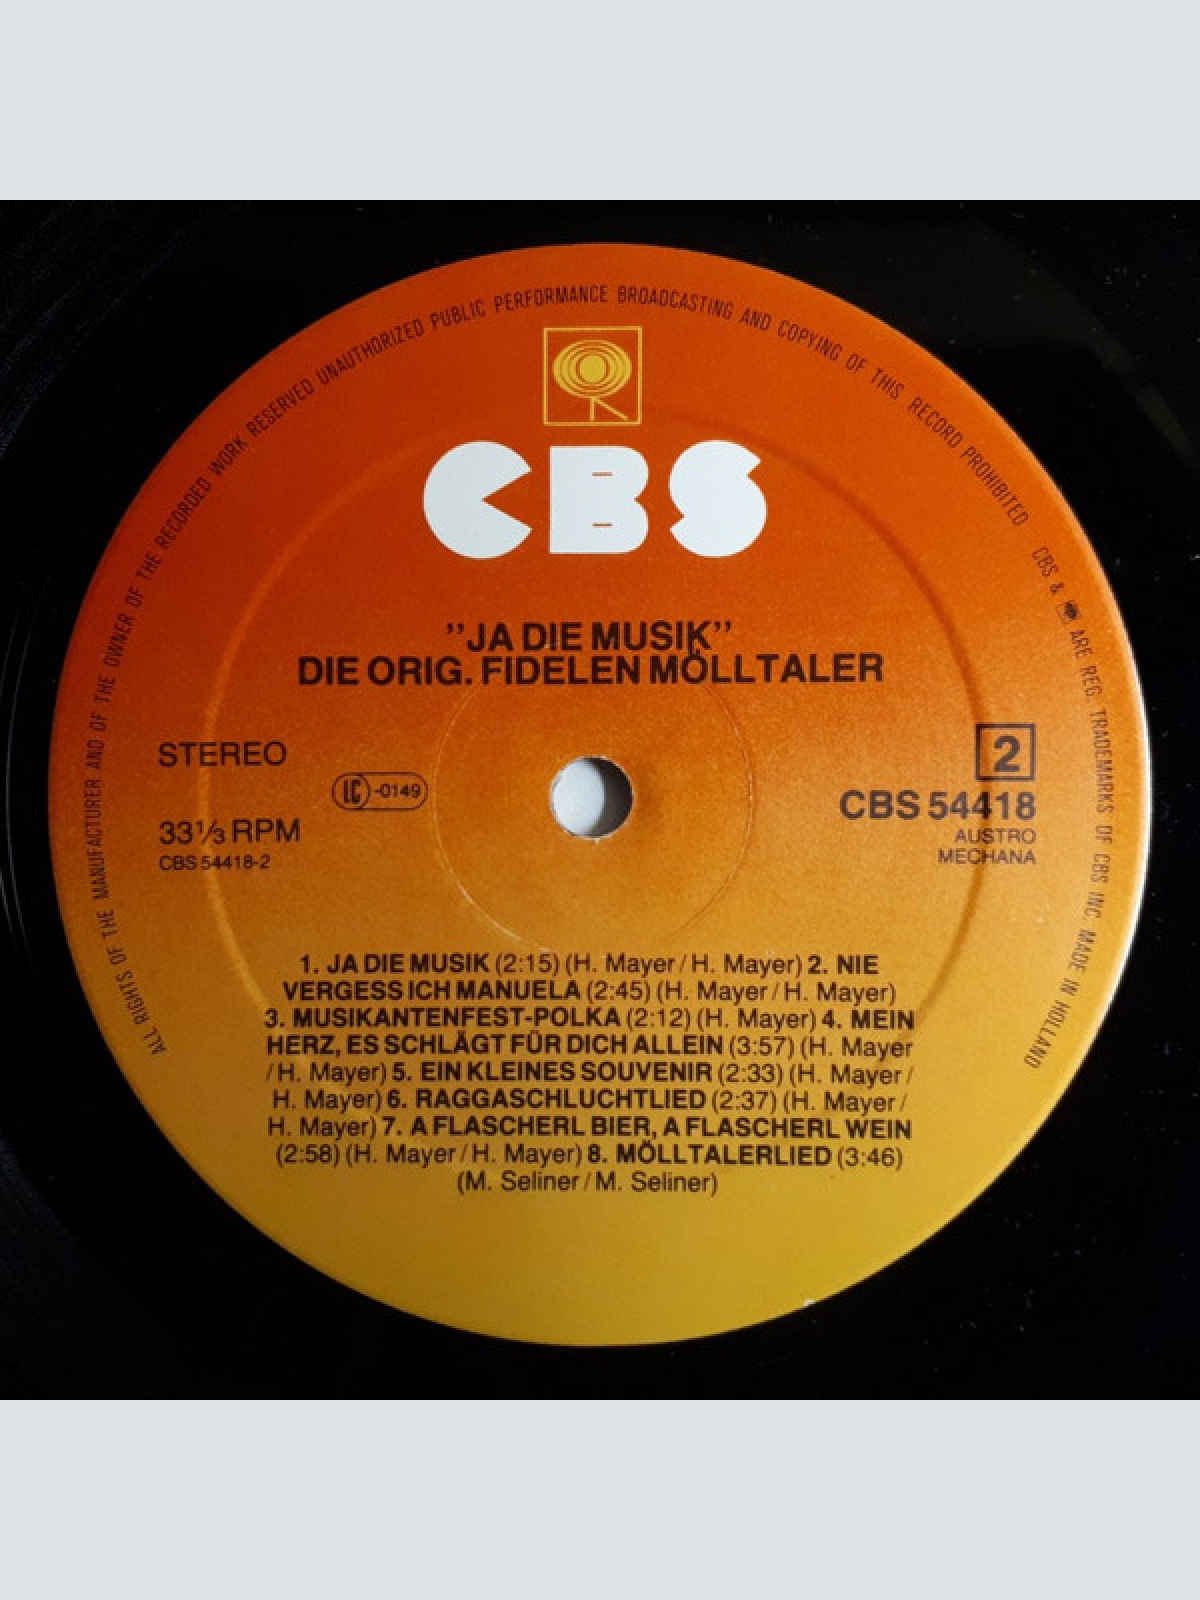 ALL RIGHTS OF THE MANUFACTURER AND OF THE OWNER OF THE RECORDED WORK RESERVED UNAUTHORIZED PUBLIC PERFORMANCE BROADCASTING AND COPYING OF THIS RECORD PROHIBITED
CBS & ARE REG. TRADEMARKS OF CBS INC. MADE IN HOLLAND
CBS
"JA DIE MUSIK"
DIE ORIG. FIDELEN MÖLLTALER
STEREO
LC-0149
33⅓ RPM
CBS 54418-2
2
CBS 54418
AUSTRO
MECHANA
1. JA DIE MUSIK (2:15) (H. Mayer / H. Mayer) 2. NIE
VERGESS ICH MANUELA (2:45) (H. Mayer / H. Mayer)
3. MUSIKANTENFEST-POLKA (2:12) (H. Mayer) 4. MEIN
HERZ, ES SCHLÄGT FÜR DICH ALLEIN (3:57) (H. Mayer
/ H. Mayer) 5. EIN KLEINES SOUVENIR (2:33) (H. Mayer /
H. Mayer) 6. RAGGASCHLUCHTLIED (2:37) (H. Mayer /
H. Mayer) 7. A FLASCHERL BIER, A FLASCHERL WEIN
(2:58) (H. Mayer / H. Mayer) 8. MÖLLTALERLIED (3:46)
(M. Seliner / M. Seliner)